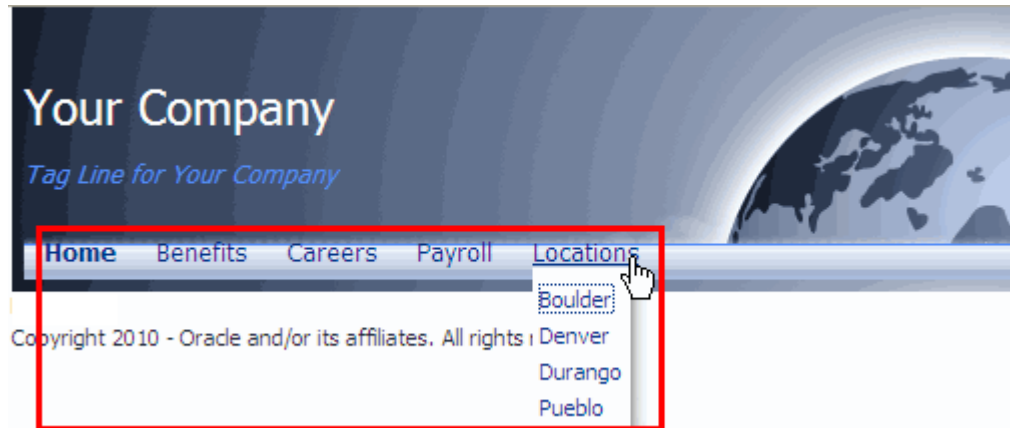 Your Company
Tag Line for Your Company
Home Benefits Careers Payroll Locations
Boulder
Copyright 2010 - Oracle and/or its affiliates. All rights Denver
Durango
Pueblo